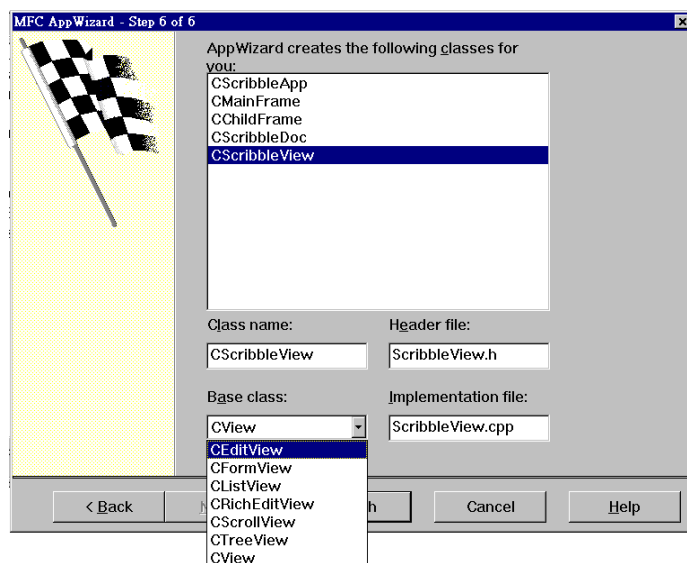 MFC AppWizard - Step 6 of 6
AppWizard creates the following classes for
you:
CScribbleApp
CMainFrame
CChildFrame
CScribbleDoc
CScribbleView
Class name:
Header file:
CScribbleView
ScribbleView.h
Base class:
Implementation file:
CView
ScribbleView.cpp
CEditView
CFormView
CListView
CRichEditView
CScrollView
CTreeView
CView
< Back
Cancel
Help